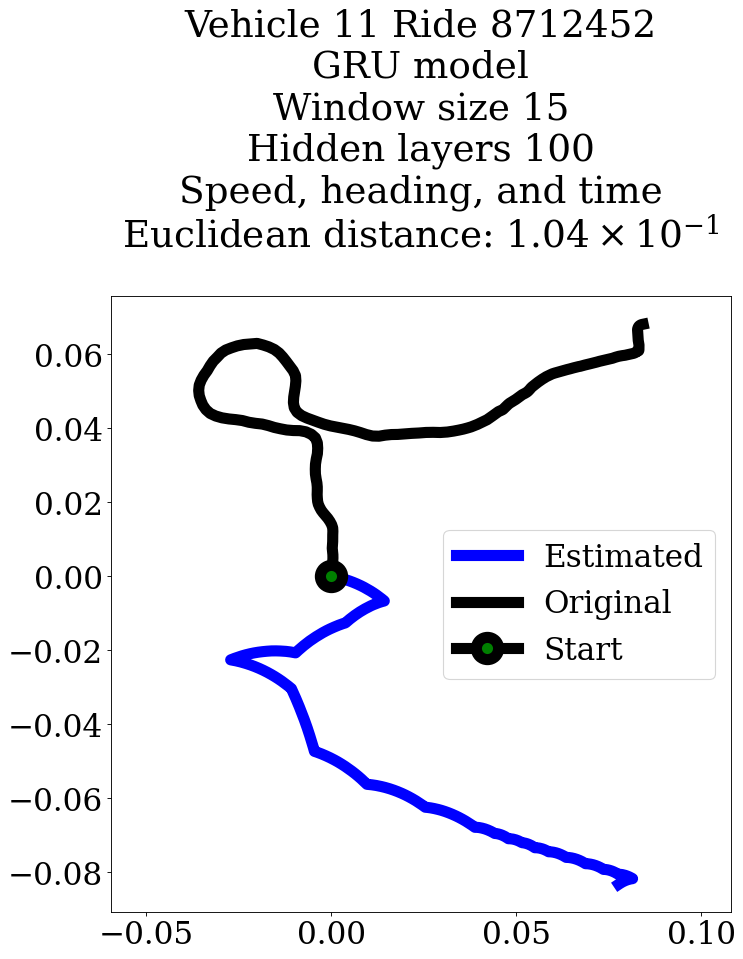 Vehicle 11 Ride 8712452
GRU model
Window size 15
Hidden layers 100
Speed, heading, and time
Euclidean distance: 1.04 × 10⁻¹
0.06
0.04
0.02
0.00
−0.02
−0.04
−0.06
−0.08
Estimated
Original
Start
−0.05 0.00 0.05 0.10